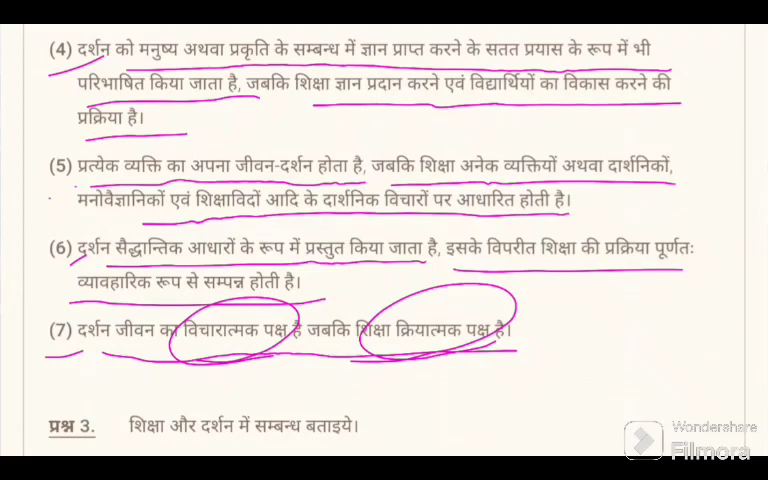 (4) दर्शन को मनुष्य अथवा प्रकृति के सम्बन्ध में ज्ञान प्राप्त करने के सतत प्रयास के रूप में भी
परिभाषित किया जाता है, जबकि शिक्षा ज्ञान प्रदान करने एवं विद्यार्थियों का विकास करने की
प्रक्रिया है।
(5) प्रत्येक व्यक्ति का अपना जीवन-दर्शन होता है, जबकि शिक्षा अनेक व्यक्तियों अथवा दार्शनिकों,
मनोवैज्ञानिकों एवं शिक्षाविदों आदि के दार्शनिक विचारों पर आधारित होती है।
(6) दर्शन सैद्धान्तिक आधारों के रूप में प्रस्तुत किया जाता है, इसके विपरीत शिक्षा की प्रक्रिया पूर्णतः
व्यावहारिक रूप से सम्पन्न होती है।
(7) दर्शन जीवन का विचारात्मक पक्ष है जबकि शिक्षा क्रियात्मक पक्ष है।
प्रश्न 3. शिक्षा और दर्शन में सम्बन्ध बताइये।
Wondershare
Filmora